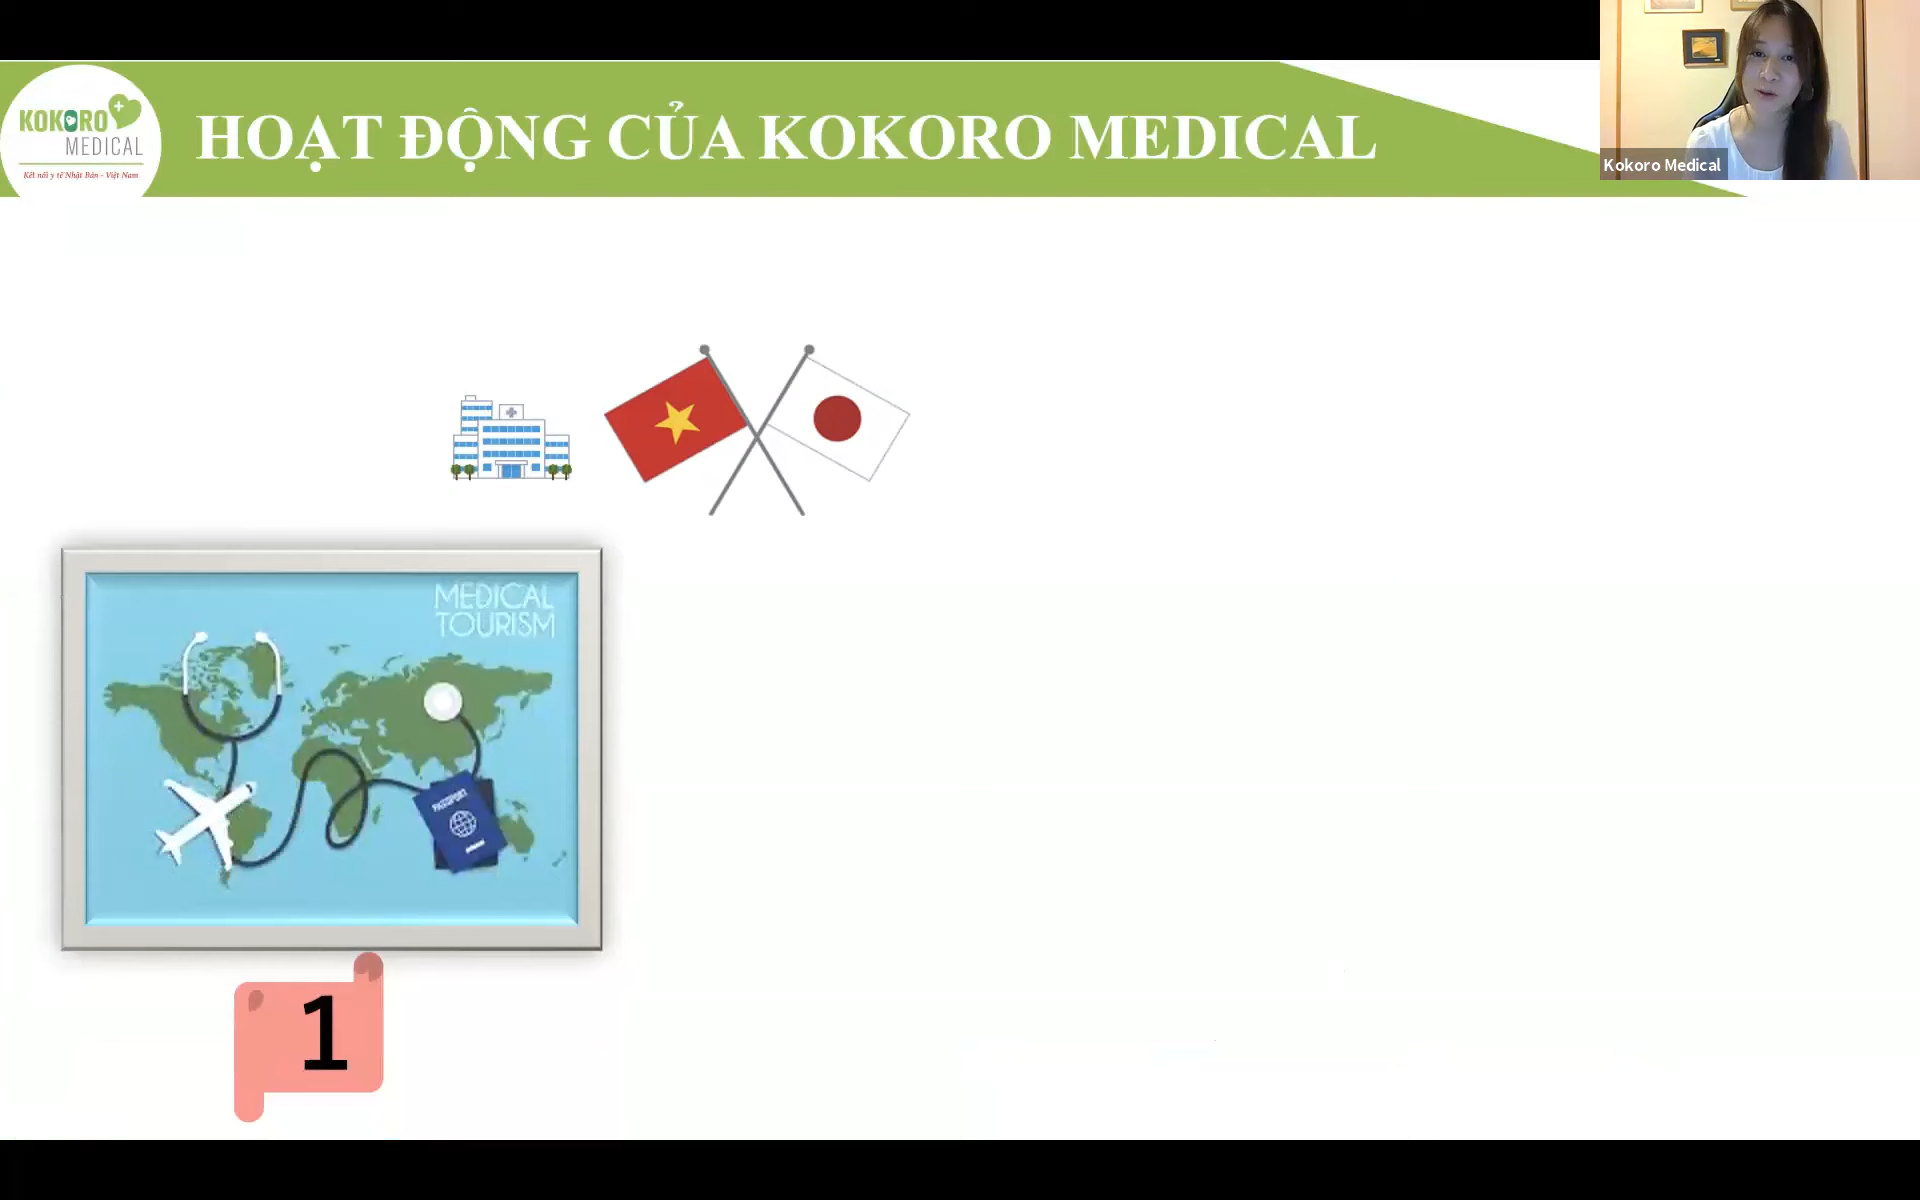 KOKORO
MEDICAL
Kết nối y tế Nhật Bản - Việt Nam
HOẠT ĐỘNG CỦA KOKORO MEDICAL
Kokoro Medical
MEDICAL
TOURISM
PASSPORT
1